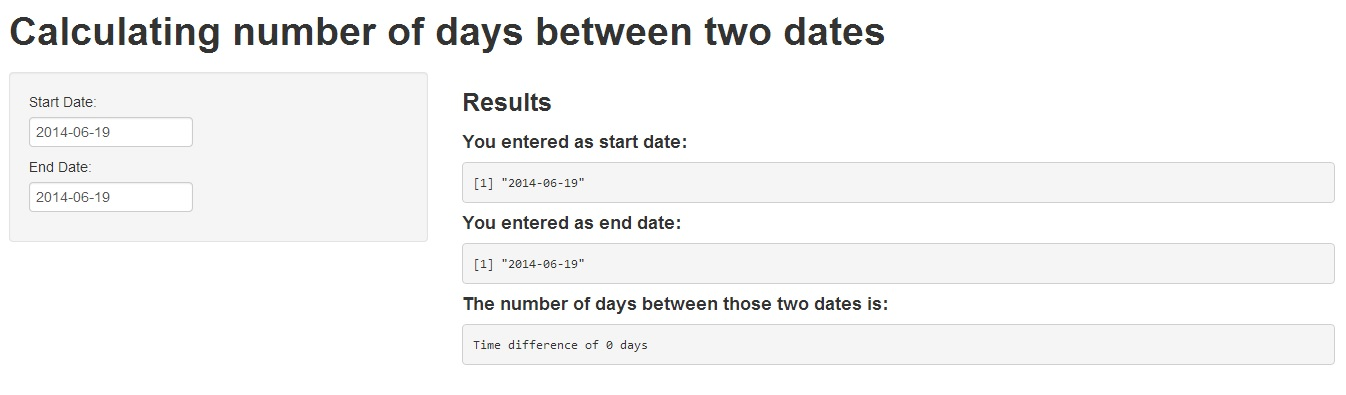 Calculating number of days between two dates
Start Date:
2014-06-19
End Date:
2014-06-19
Results
You entered as start date:
[1] "2014-06-19"
You entered as end date:
[1] "2014-06-19"
The number of days between those two dates is:
Time difference of 0 days